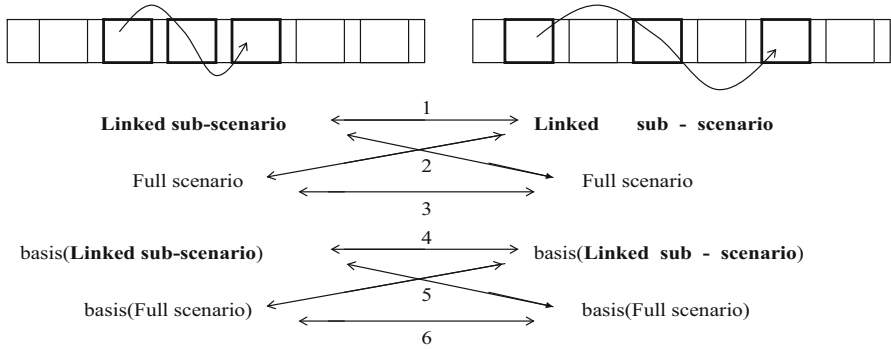 1
Linked sub-scenario Linked sub - scenario
2
Full scenario Full scenario
3
4
basis(Linked sub-scenario) basis(Linked sub - scenario)
5
basis(Full scenario) basis(Full scenario)
6